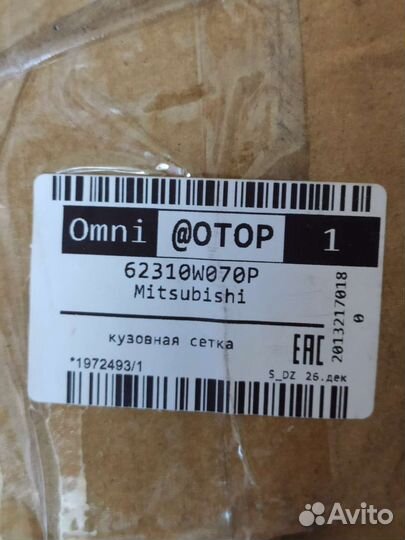 Omni @OTOP 1
62310W070P
Mitsubishi
кузовная сетка
*1972493/1
EAC
S_DZ 26.дек
2013217018
0
Avito